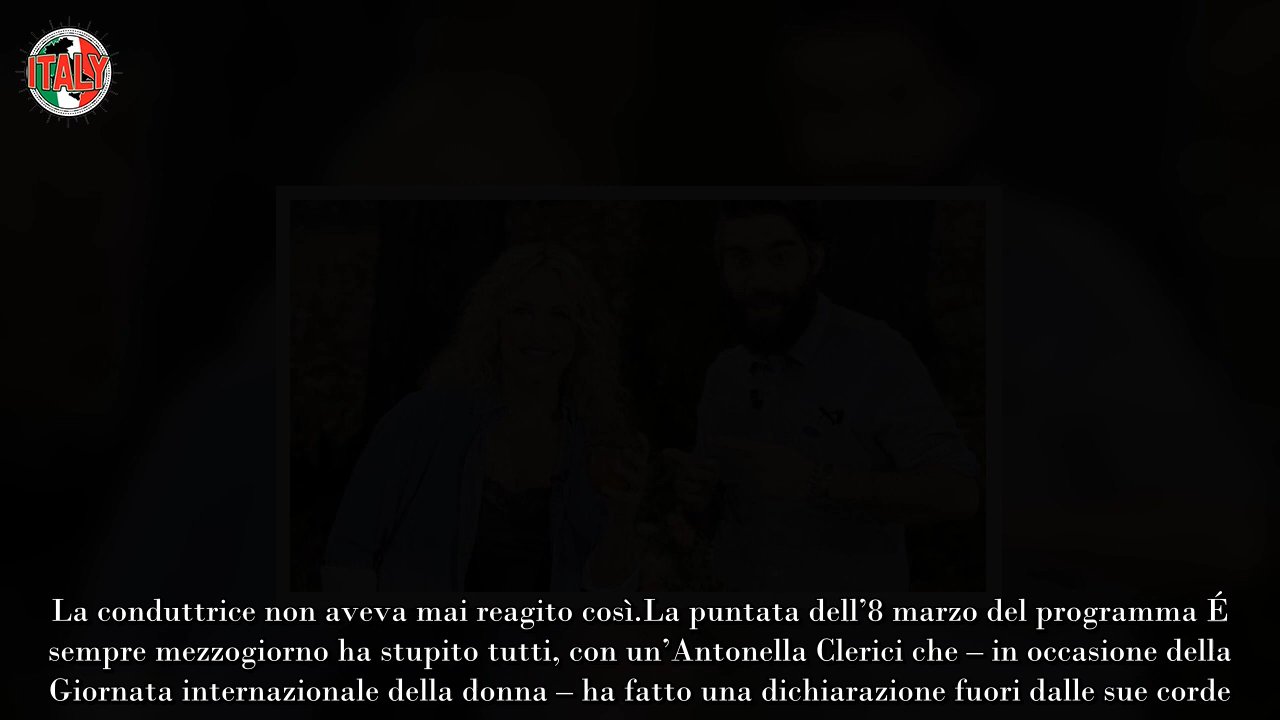 ITALY
La conduttrice non aveva mai reagito così.La puntata dell’8 marzo del programma É
sempre mezzogiorno ha stupito tutti, con un’Antonella Clerici che – in occasione della
Giornata internazionale della donna – ha fatto una dichiarazione fuori dalle sue corde